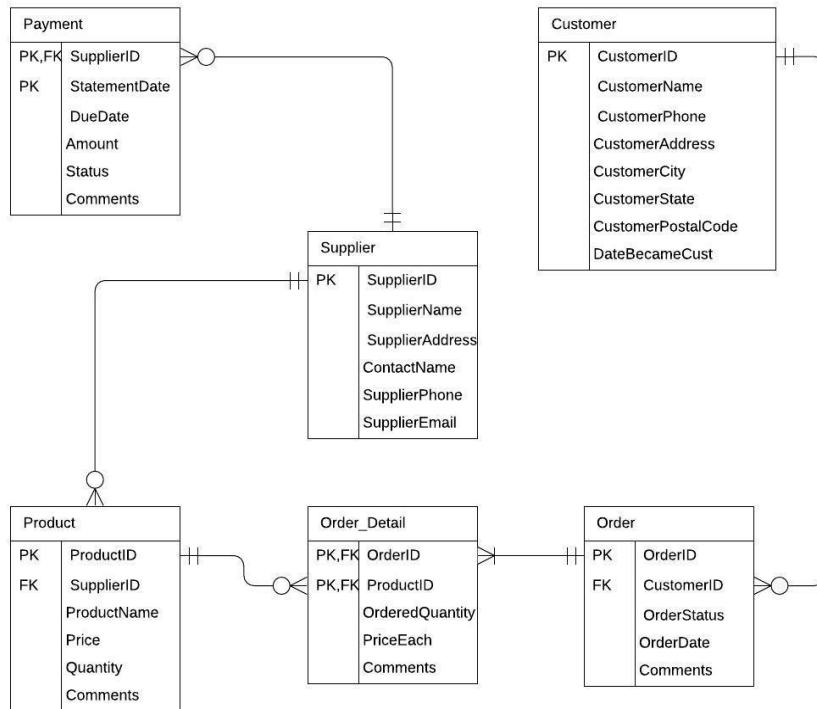 Payment
PK,FK SupplierID
PK StatementDate
DueDate
Amount
Status
Comments
Customer
PK CustomerID
CustomerName
CustomerPhone
CustomerAddress
CustomerCity
CustomerState
CustomerPostalCode
DateBecameCust
Supplier
PK SupplierID
SupplierName
SupplierAddress
ContactName
SupplierPhone
SupplierEmail
Product
PK ProductID
FK SupplierID
ProductName
Price
Quantity
Comments
Order_Detail
PK,FK OrderID
PK,FK ProductID
OrderedQuantity
PriceEach
Comments
Order
PK OrderID
FK CustomerID
OrderStatus
OrderDate
Comments